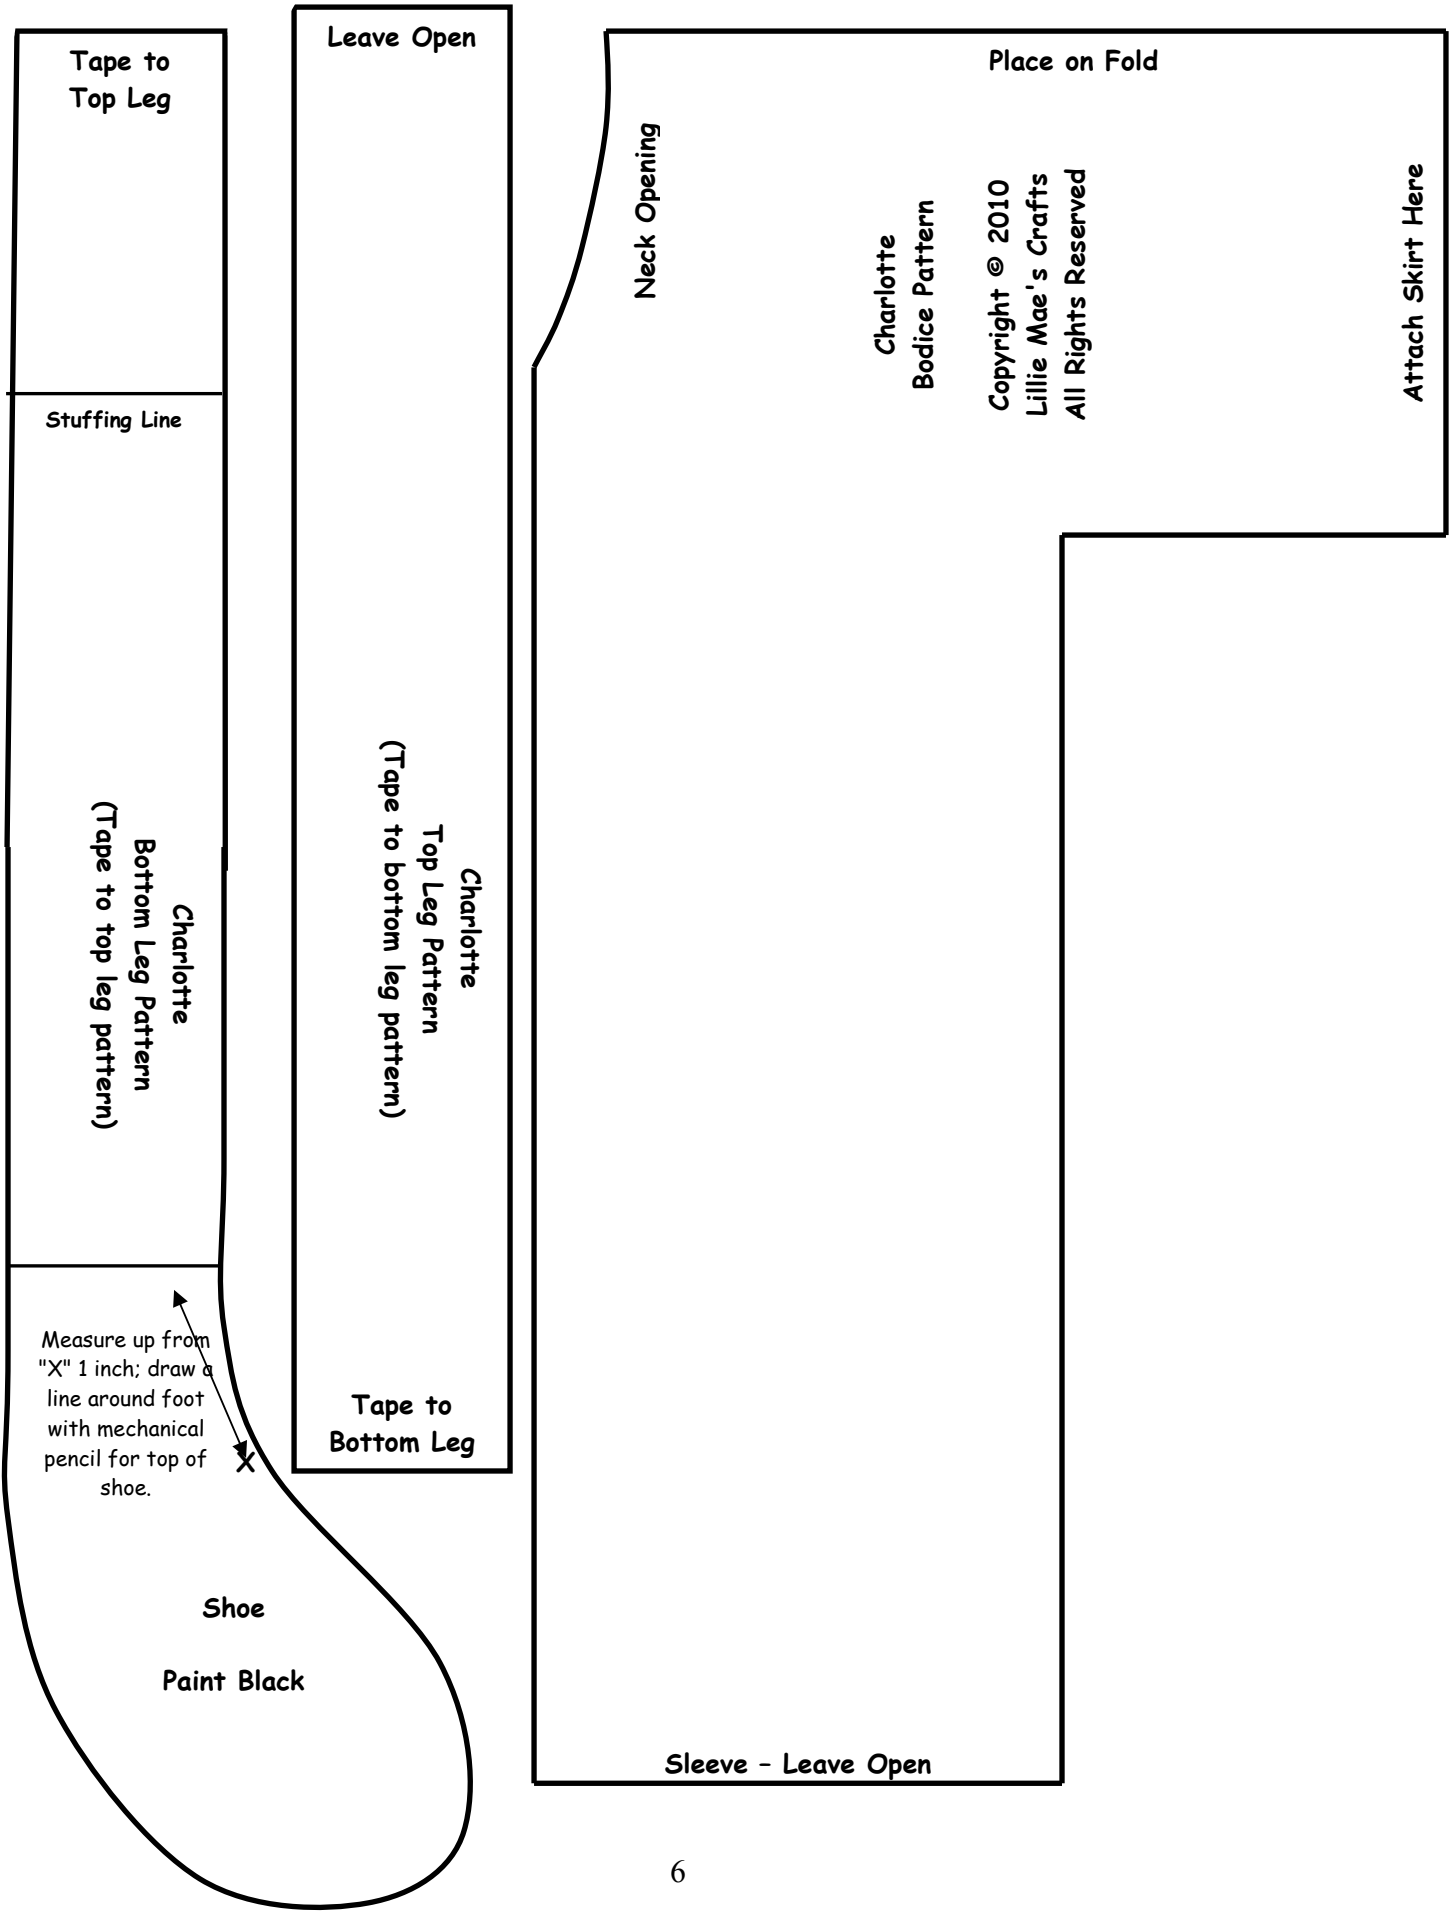 Tape to
Top Leg
Stuffing Line
Charlotte
Bottom Leg Pattern
(Tape to top leg pattern)
Measure up from
"X" 1 inch; draw a
line around foot
with mechanical
pencil for top of
shoe.
X
Shoe
Paint Black
Leave Open
Charlotte
Top Leg Pattern
(Tape to bottom leg pattern)
Tape to
Bottom Leg
Place on Fold
Neck Opening
Charlotte
Bodice Pattern
Copyright © 2010
Lillie Mae's Crafts
All Rights Reserved
Attach Skirt Here
Sleeve – Leave Open
6